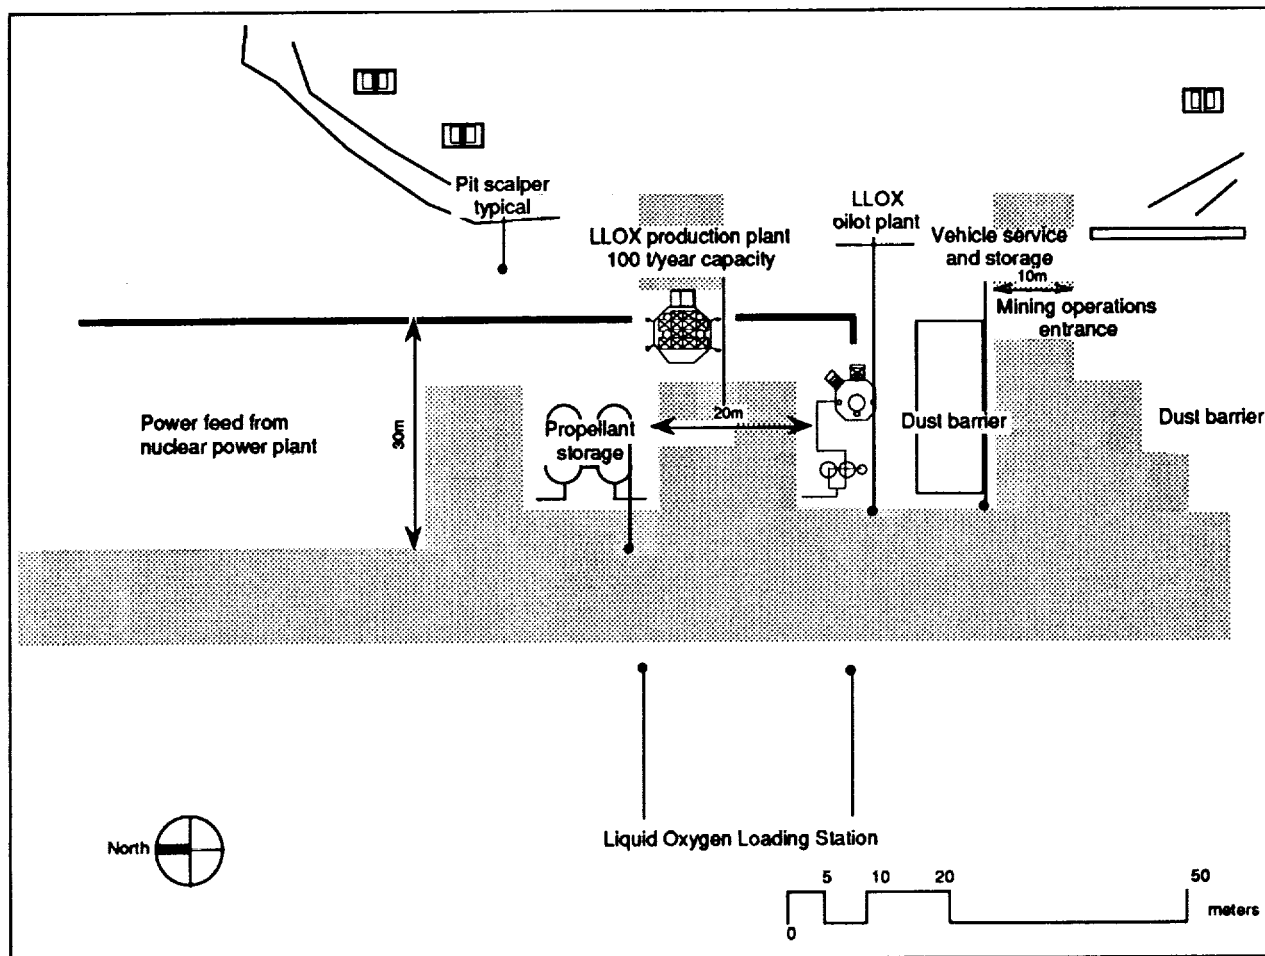 Pit scalper
typical
LLOX production plant
100 t/year capacity
LLOX
oilot plant
Vehicle service
and storage
10m
Mining operations
entrance
Power feed from
nuclear power plant
30m
Propellant
storage
20m
Dust barrier
Dust barrier
North
Liquid Oxygen Loading Station
0
5
10
20
50
meters